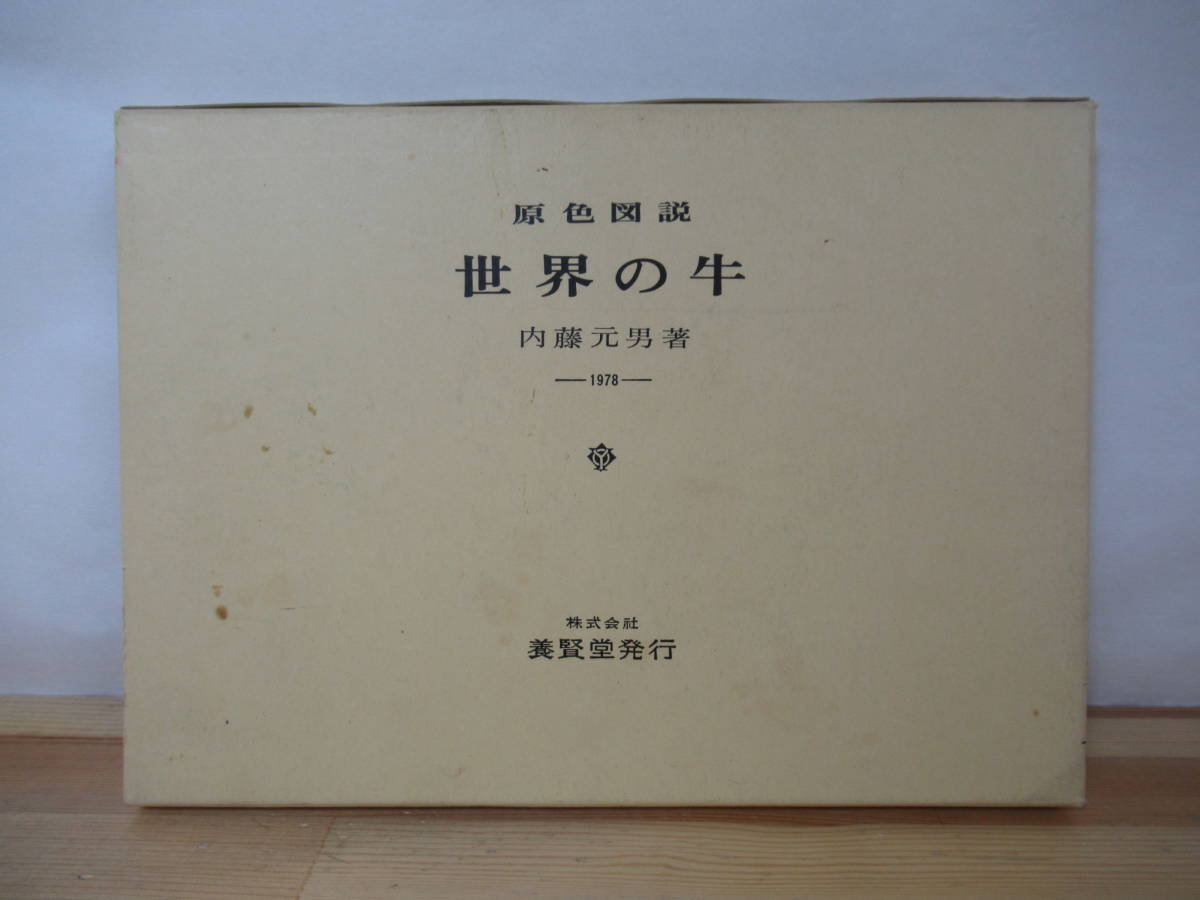 原色図説
世界の牛
内藤元男著
—1978—
株式会社
養賢堂発行